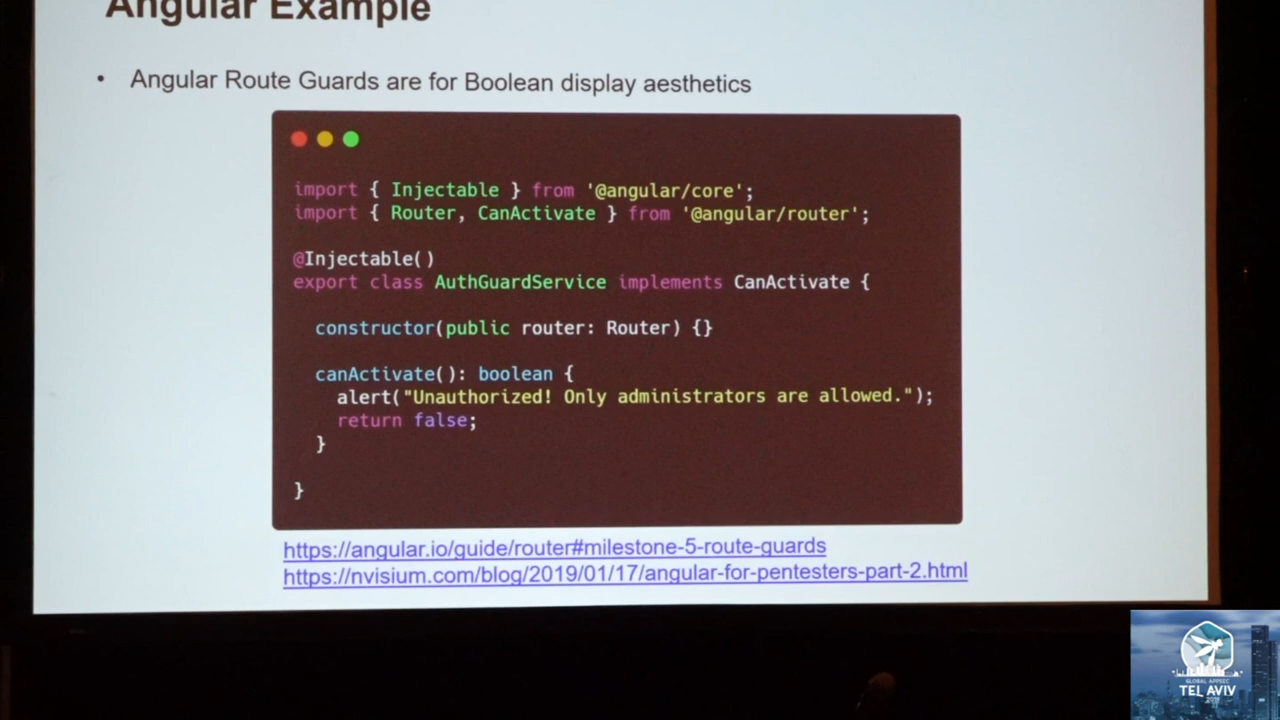 Angular Example
• Angular Route Guards are for Boolean display aesthetics
import { Injectable } from '@angular/core';
import { Router, CanActivate } from '@angular/router';
@Injectable()
export class AuthGuardService implements CanActivate {
constructor(public router: Router) {}
canActivate(): boolean {
alert("Unauthorized! Only administrators are allowed.");
return false;
}
}
https://angular.io/guide/router#milestone-5-route-guards
https://nvisium.com/blog/2019/01/17/angular-for-pentesters-part-2.html
GLOBAL APPSEC
TEL AVIV
2019